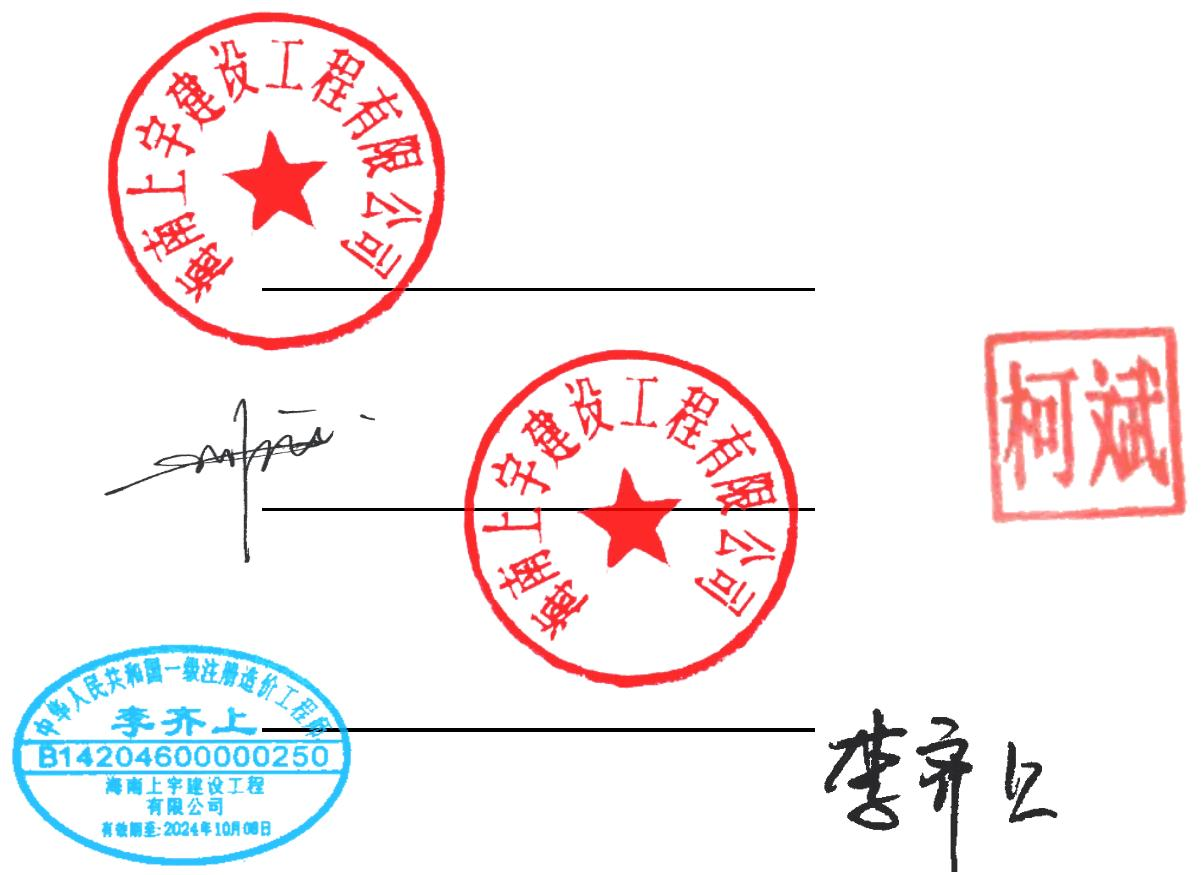 海南上宇建设工程有限公司
柯斌
海南上宇建设工程有限公司
中华人民共和国一级注册造价工程师
李齐上
B14204600000250
海南上宇建设工程
有限公司
有效期至:2024年10月08日
李齐上